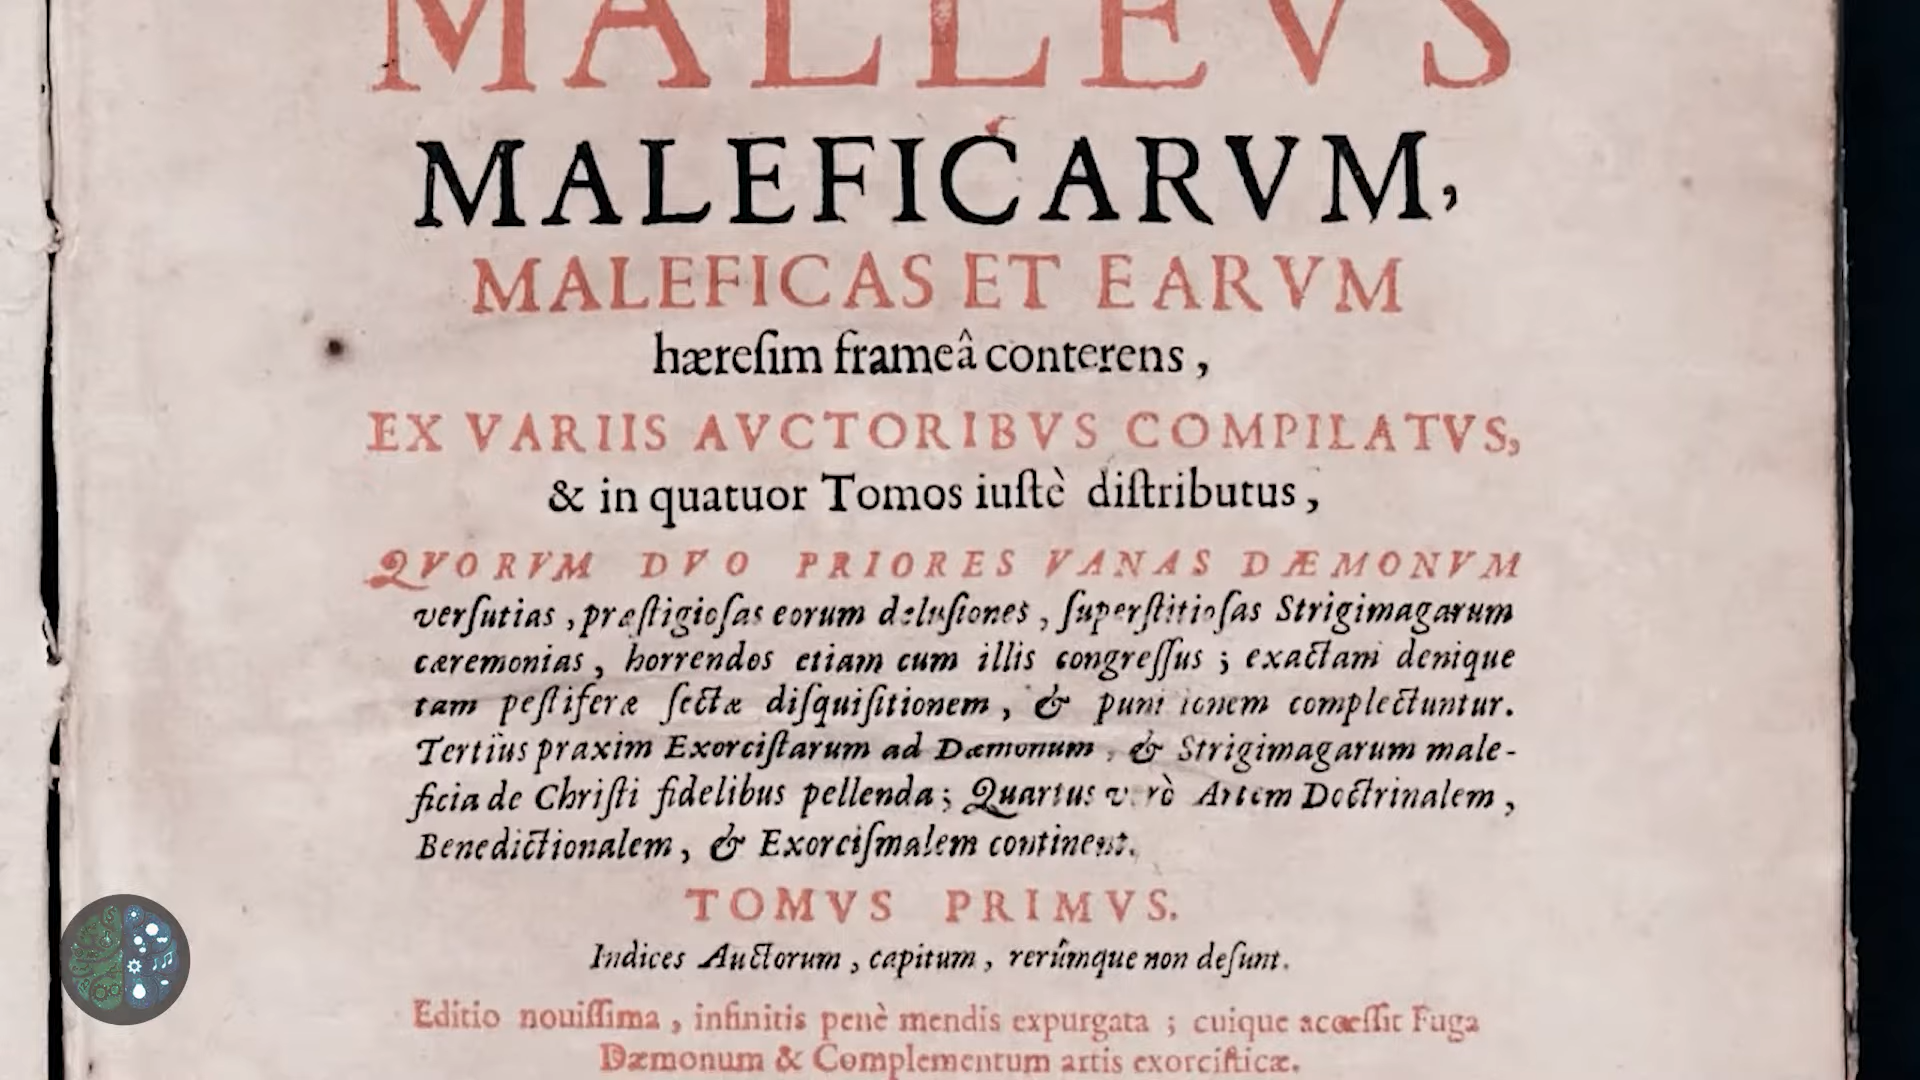 MALLEVS
MALEFICARVM,
MALEFICAS ET EARVM
hæreſim frameâ conterens,
EX VARIIS AVCTORIBVS COMPILATVS,
& in quatuor Tomos iuſtè diſtributus,
QVORVM DVO PRIORES VANAS DÆMONVM
verſutias, præſtigioſas eorum deluſiones, ſuperſtitioſas Strigimagarum
cæremonias, horrendos etiam cum illis congreſſus; exactam denique
tam peſtiferæ ſectæ diſquiſitionem, & punitionem complectuntur.
Tertius praxim Exorciſtarum ad Dæmonum, & Strigimagarum male-
ficia de Chriſti fidelibus pellenda; Quartus verò Artem Doctrinalem,
Benedictionalem, & Exorciſmalem continent.
TOMVS PRIMVS.
Indices Auctorum, capitum, rerûmque non deſunt.
Editio nouiſſima, infinitis penè mendis expurgata; cuique acceſſit Fuga
Dæmonum & Complementum artis exorciſticæ.